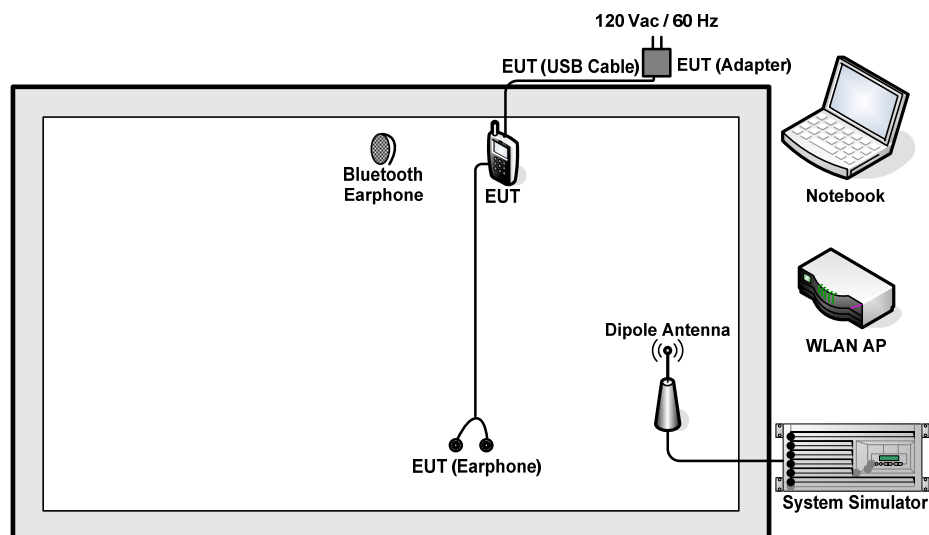 120 Vac / 60 Hz
EUT (USB Cable)
EUT (Adapter)
Bluetooth
Earphone
EUT
Notebook
Dipole Antenna
WLAN AP
EUT (Earphone)
System Simulator